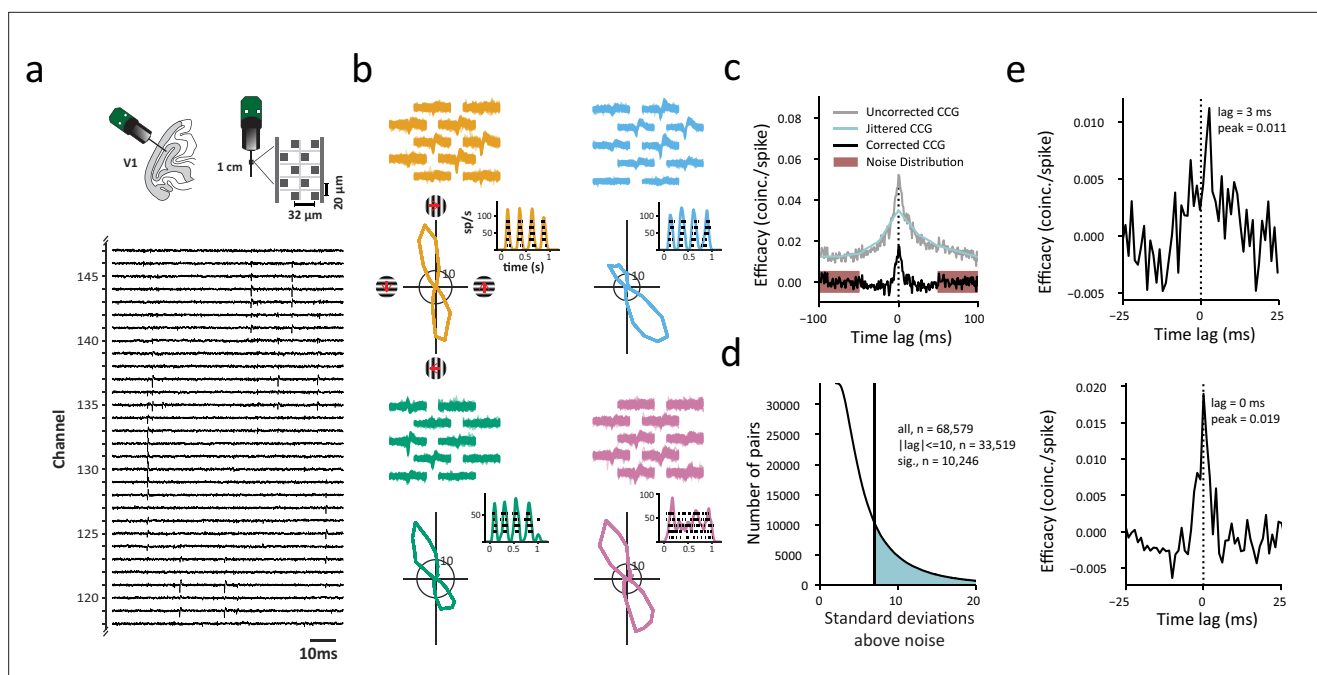 a
V1
1 cm
20 µm
32 µm
Channel
145
140
135
130
125
120
10ms
b
sp/s
100
50
0
0.5
1
time (s)
10
100
50
0
0.5
1
10
50
0
0.5
1
10
100
50
0
0.5
1
10
c
Uncorrected CCG
Jittered CCG
Corrected CCG
Noise Distribution
Efficacy (coinc./spike)
0.08
0.06
0.04
0.02
0.00
−100
0
100
Time lag (ms)
d
Number of pairs
30000
25000
20000
15000
10000
5000
0
all, n = 68,579
|lag|<=10, n = 33,519
sig., n = 10,246
0
10
20
Standard deviations
above noise
e
Efficacy (coinc./spike)
0.010
0.005
0.000
−0.005
lag = 3 ms
peak = 0.011
−25
0
25
Time lag (ms)
Efficacy (coinc./spike)
0.020
0.015
0.010
0.005
0.000
−0.005
lag = 0 ms
peak = 0.019
−25
0
25
Time lag (ms)